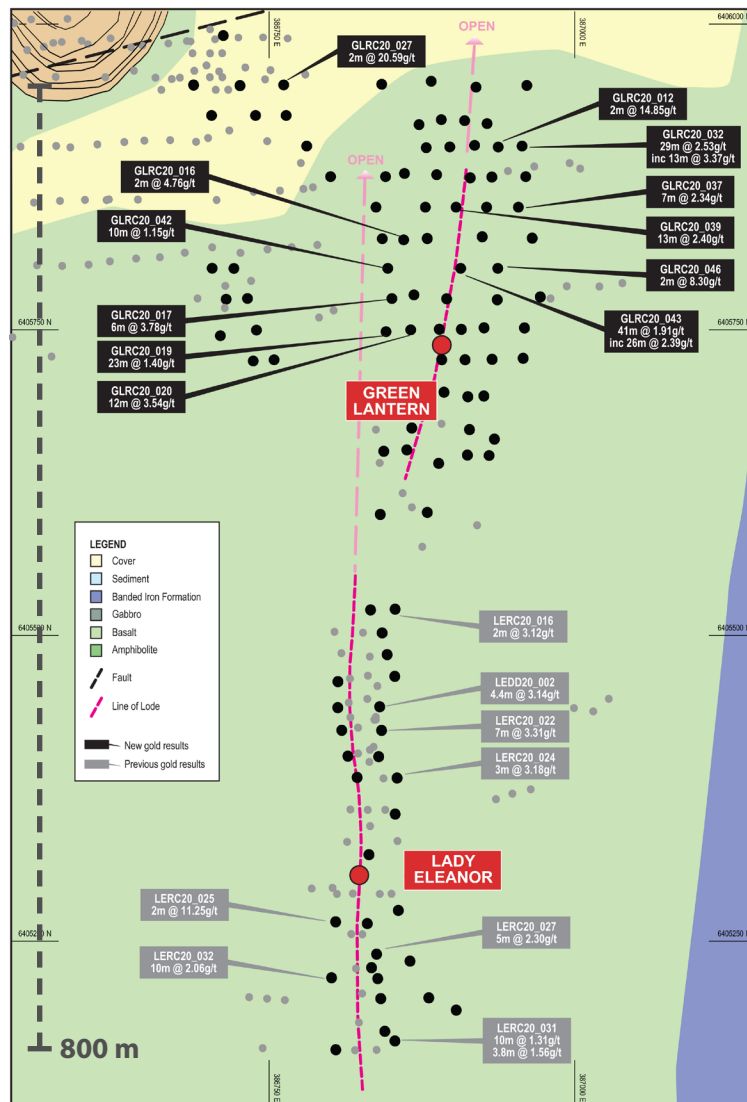 386750 E
387000 E
6406000 N
GLRC20_027
2m @ 20.59g/t
OPEN
GLRC20_012
2m @ 14.85g/t
GLRC20_032
29m @ 2.53g/t
inc 13m @ 3.37g/t
OPEN
GLRC20_016
2m @ 4.76g/t
GLRC20_037
7m @ 2.34g/t
GLRC20_042
10m @ 1.15g/t
GLRC20_039
13m @ 2.40g/t
GLRC20_046
2m @ 8.30g/t
GLRC20_017
6m @ 3.78g/t
GLRC20_043
41m @ 1.91g/t
inc 26m @ 2.39g/t
6405750 N
6405750 N
GLRC20_019
23m @ 1.40g/t
GLRC20_020
12m @ 3.54g/t
GREEN
LANTERN
LEGEND
Cover
Sediment
Banded Iron Formation
Gabbro
Basalt
Amphibolite
Fault
Line of Lode
New gold results
Previous gold results
LERC20_016
2m @ 3.12g/t
6405500 N
6405500 N
LEDD20_002
4.4m @ 3.14g/t
LERC20_022
7m @ 3.31g/t
LERC20_024
3m @ 3.18g/t
LADY
ELEANOR
LERC20_025
2m @ 11.25g/t
LERC20_027
5m @ 2.30g/t
6405250 N
6405250 N
LERC20_032
10m @ 2.06g/t
LERC20_031
10m @ 1.31g/t
3.8m @ 1.56g/t
800 m
386750 E
387000 E